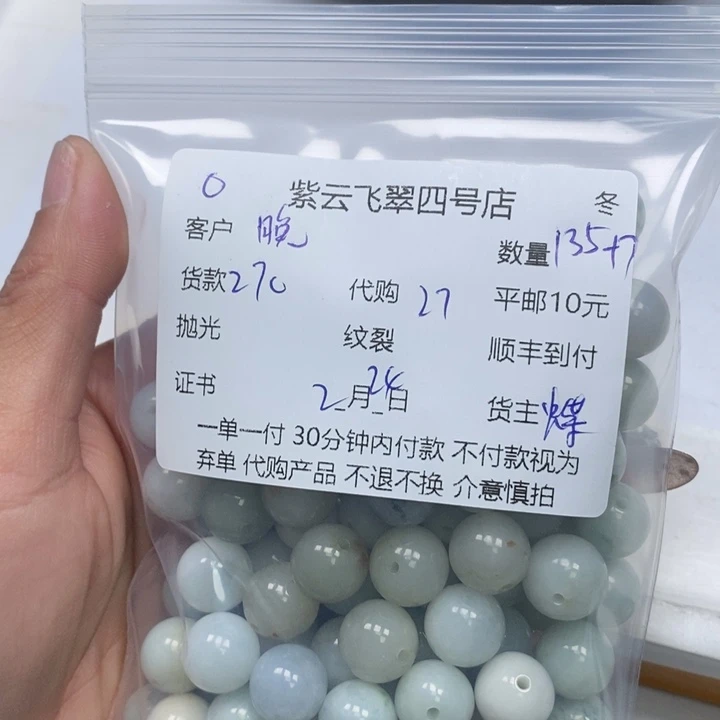 0 紫云飞翠四号店 冬
客户 晚 数量 135+7
货款 270 代购 27 平邮10元
抛光 纹裂 顺丰到付
证书 2月24日 货主 蝶
一单一付 30分钟内付款 不付款视为
弃单 代购产品 不退不换 介意慎拍